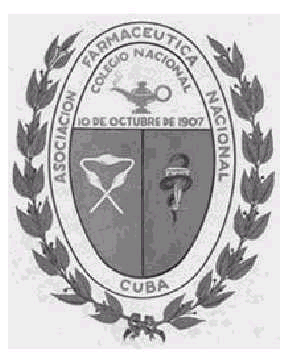 ASOCIACION FARMACEUTICA NACIONAL
COLEGIO NACIONAL
10 DE OCTUBRE DE 1907
CUBA